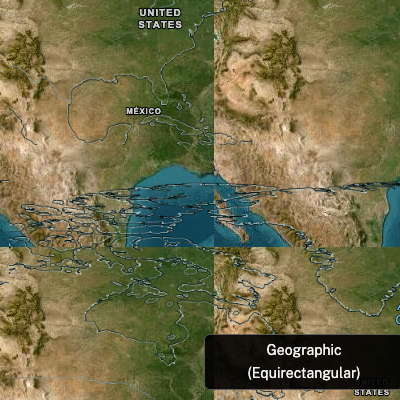 UNITED
STATES
MÉXICO
Geographic
(Equirectangular)
STATES